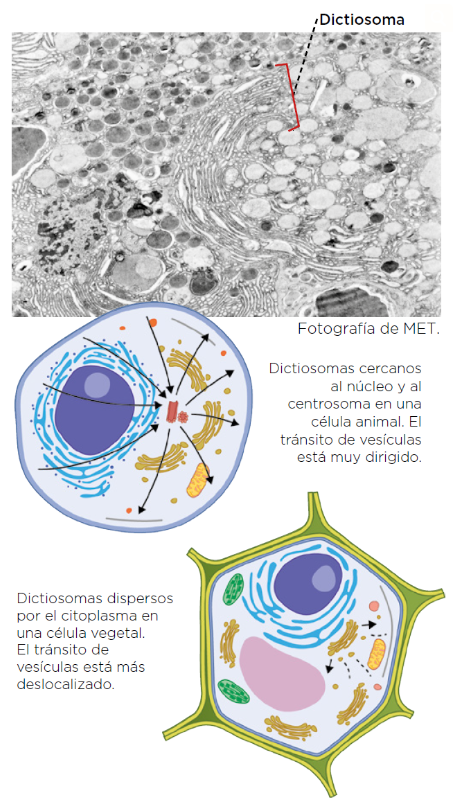 Dictiosoma
Fotografía de MET.
Dictiosomas cercanos
al núcleo y al
centrosoma en una
célula animal. El
tránsito de vesículas
está muy dirigido.
Dictiosomas dispersos
por el citoplasma en
una célula vegetal.
El tránsito de
vesículas está más
deslocalizado.